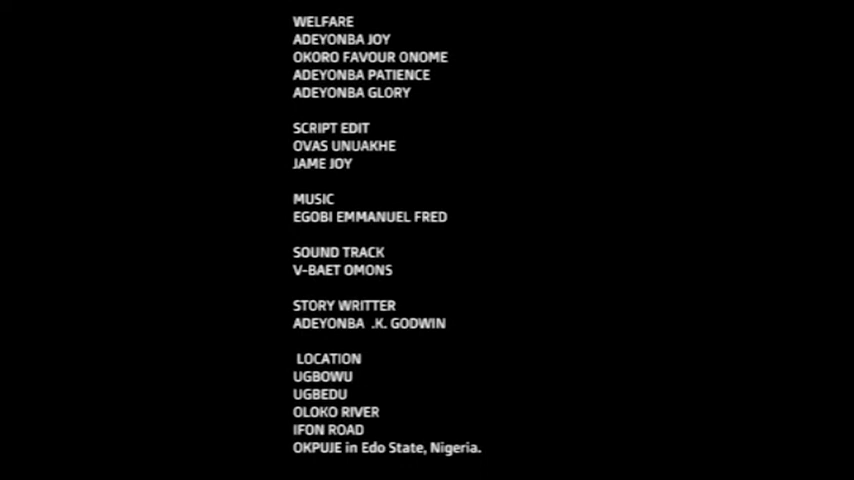 WELFARE
ADEYONBA JOY
OKORO FAVOUR ONOME
ADEYONBA PATIENCE
ADEYONBA GLORY
SCRIPT EDIT
OVAS UNUAKHE
JAME JOY
MUSIC
EGOBI EMMANUEL FRED
SOUND TRACK
V-BAET OMONS
STORY WRITTER
ADEYONBA .K. GODWIN
LOCATION
UGBOWU
UGBEDU
OLOKO RIVER
IFON ROAD
OKPUJE in Edo State, Nigeria.